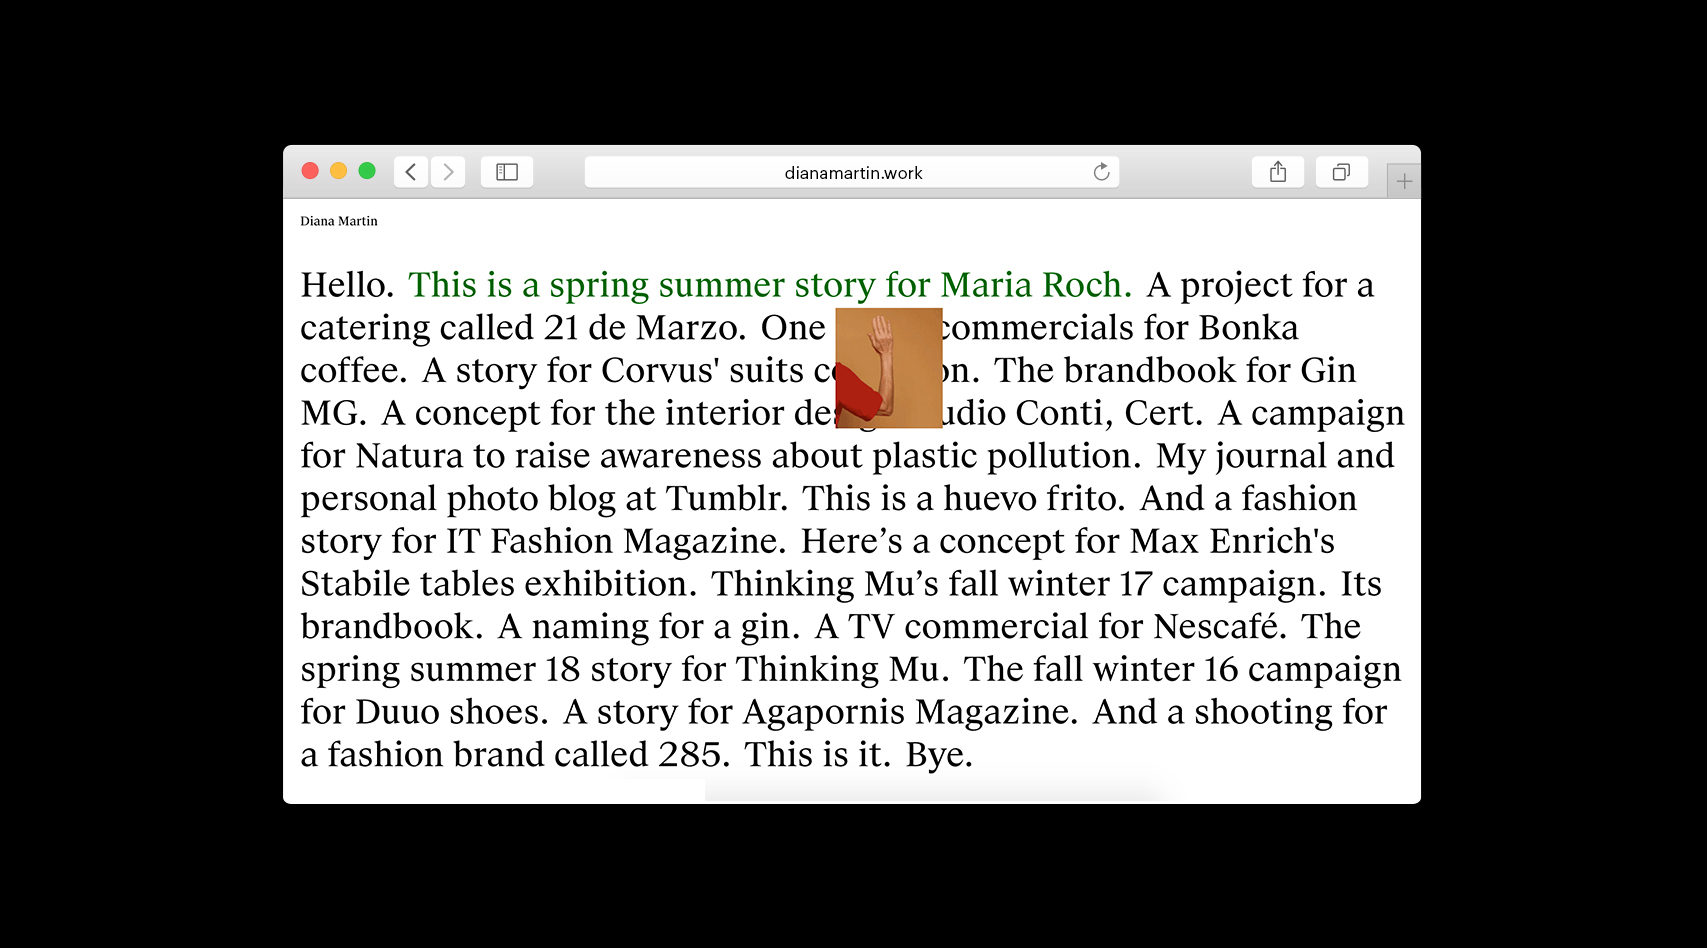 dianamartin.work
Diana Martin
Hello. This is a spring summer story for Maria Roch. A project for a
catering called 21 de Marzo. One commercials for Bonka
coffee. A story for Corvus' suits The brandbook for Gin
MG. A concept for the interior Conti, Cert. A campaign
for Natura to raise awareness about plastic pollution. My journal and
personal photo blog at Tumblr. This is a huevo frito. And a fashion
story for IT Fashion Magazine. Here’s a concept for Max Enrich's
Stabile tables exhibition. Thinking Mu’s fall winter 17 campaign. Its
brandbook. A naming for a gin. A TV commercial for Nescafé. The
spring summer 18 story for Thinking Mu. The fall winter 16 campaign
for Duuo shoes. A story for Agapornis Magazine. And a shooting for
a fashion brand called 285. This is it. Bye.